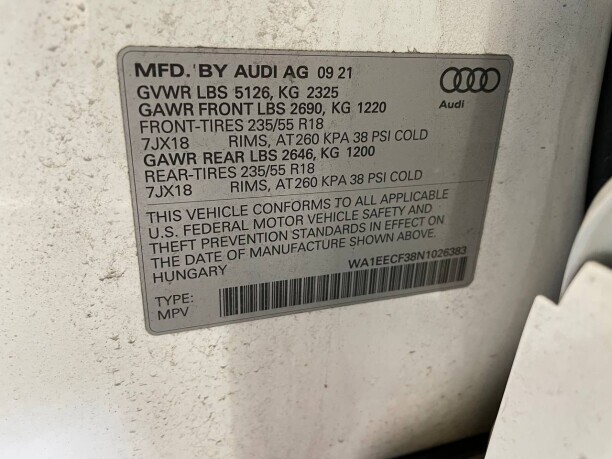 MFD. BY AUDI AG 09 21
GVWR LBS 5126, KG 2325
GAWR FRONT LBS 2690, KG 1220
FRONT-TIRES 235/55 R18
7JX18 RIMS, AT260 KPA 38 PSI COLD
GAWR REAR LBS 2646, KG 1200
REAR-TIRES 235/55 R18
7JX18 RIMS, AT260 KPA 38 PSI COLD
Audi
THIS VEHICLE CONFORMS TO ALL APPLICABLE
U.S. FEDERAL MOTOR VEHICLE SAFETY AND
THEFT PREVENTION STANDARDS IN EFFECT ON
THE DATE OF MANUFACTURE SHOWN ABOVE.
HUNGARY
WA1EECF38N1026383
TYPE:
MPV